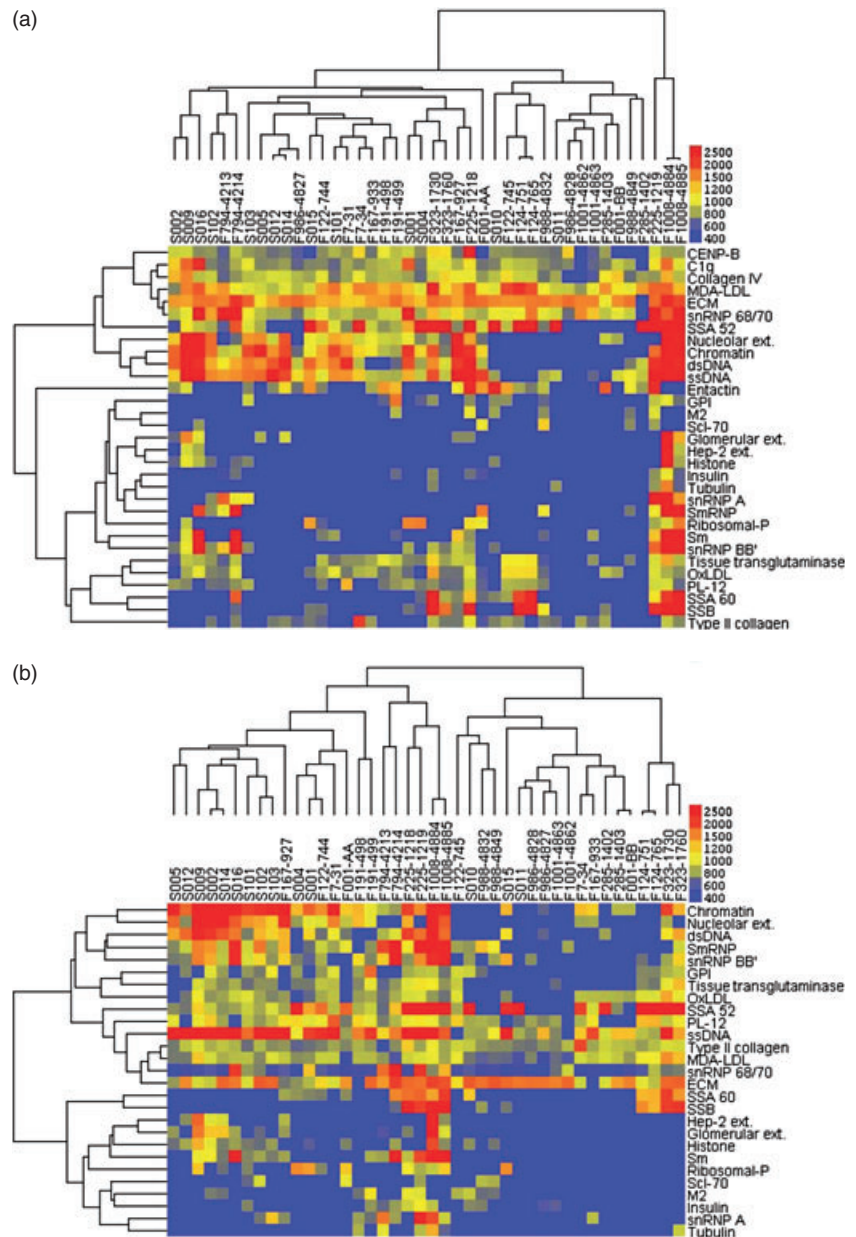 (a)
2500
2000
1500
1200
1000
800
600
400
S002
S009
S016
S102
F794-4213
F794-4214
S103
S005
S012
S014
F986-4827
S015
F122-744
S101
F7-31
F7-34
F167-933
F191-498
F191-499
S001
S004
F323-1730
F323-1760
F167-927
F225-1218
F001-AA
S010
F122-745
F124-751
F124-765
F988-4832
S011
F986-4828
F1001-4862
F1001-4863
F285-1403
F001-BB
F988-4849
F285-1402
F225-1219
F1008-4884
F1008-4885
CENP-B
C1q
Collagen IV
MDA-LDL
ECM
snRNP 68/70
SSA 52
Nucleolar ext.
Chromatin
dsDNA
ssDNA
Entactin
GPI
M2
Scl-70
Glomerular ext.
Hep-2 ext.
Histone
Insulin
Tubulin
snRNP A
SmRNP
Ribosomal-P
Sm
snRNP BB'
Tissue transglutaminase
OxLDL
PL-12
SSA 60
SSB
Type II collagen
(b)
2500
2000
1500
1200
1000
800
600
400
S005
S012
S009
S002
S014
S016
S101
S102
S103
F167-927
S004
S001
F122-744
F7-31
F001-AA
F191-498
F191-499
F794-4213
F794-4214
F225-1218
F225-1219
F1008-4884
F1008-4885
F122-745
S010
F988-4832
F988-4849
S015
F986-4828
F986-4827
F1001-4863
F1001-4862
F7-34
F167-933
F285-1402
F285-1403
F001-BB
F124-751
F124-765
F323-1730
F323-1760
Chromatin
Nucleolar ext.
dsDNA
SmRNP
snRNP BB'
GPI
Tissue transglutaminase
OxLDL
SSA 52
PL-12
ssDNA
Type II collagen
MDA-LDL
snRNP 68/70
ECM
SSA 60
SSB
Hep-2 ext.
Glomerular ext.
Histone
Sm
Ribosomal-P
Scl-70
M2
Insulin
snRNP A
Tubulin